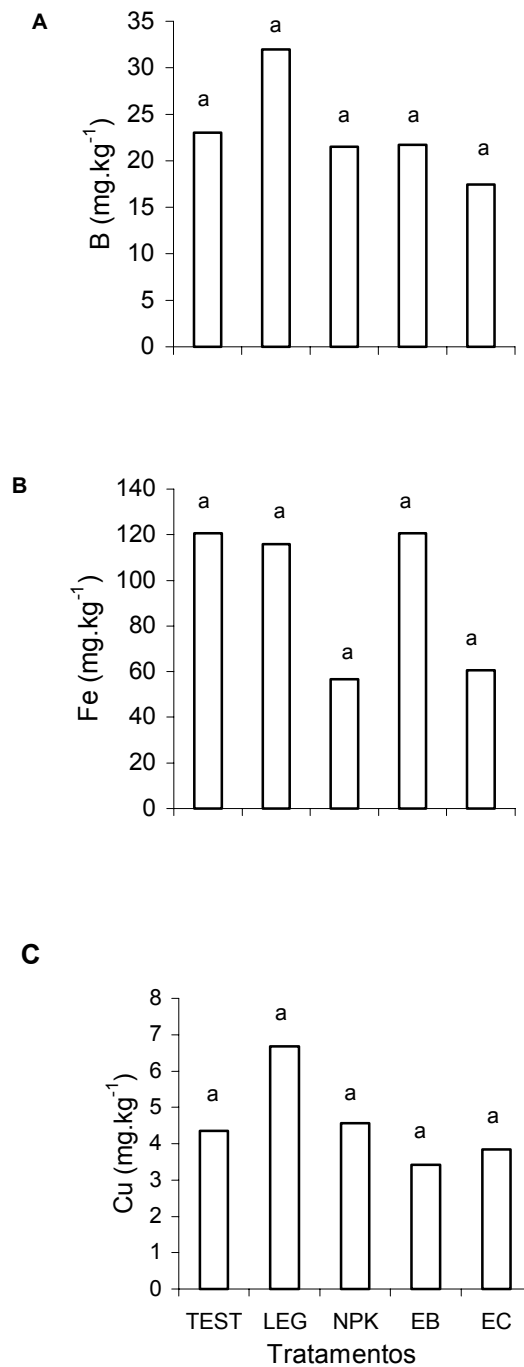 A
a a a a a
35
30
25
20
15
10
5
0
B (mg.kg⁻¹)
B
a a a a a
140
120
100
80
60
40
20
0
Fe (mg.kg⁻¹)
C
a a a a a
8
7
6
5
4
3
2
1
0
Cu (mg.kg⁻¹)
TEST LEG NPK EB EC
Tratamentos